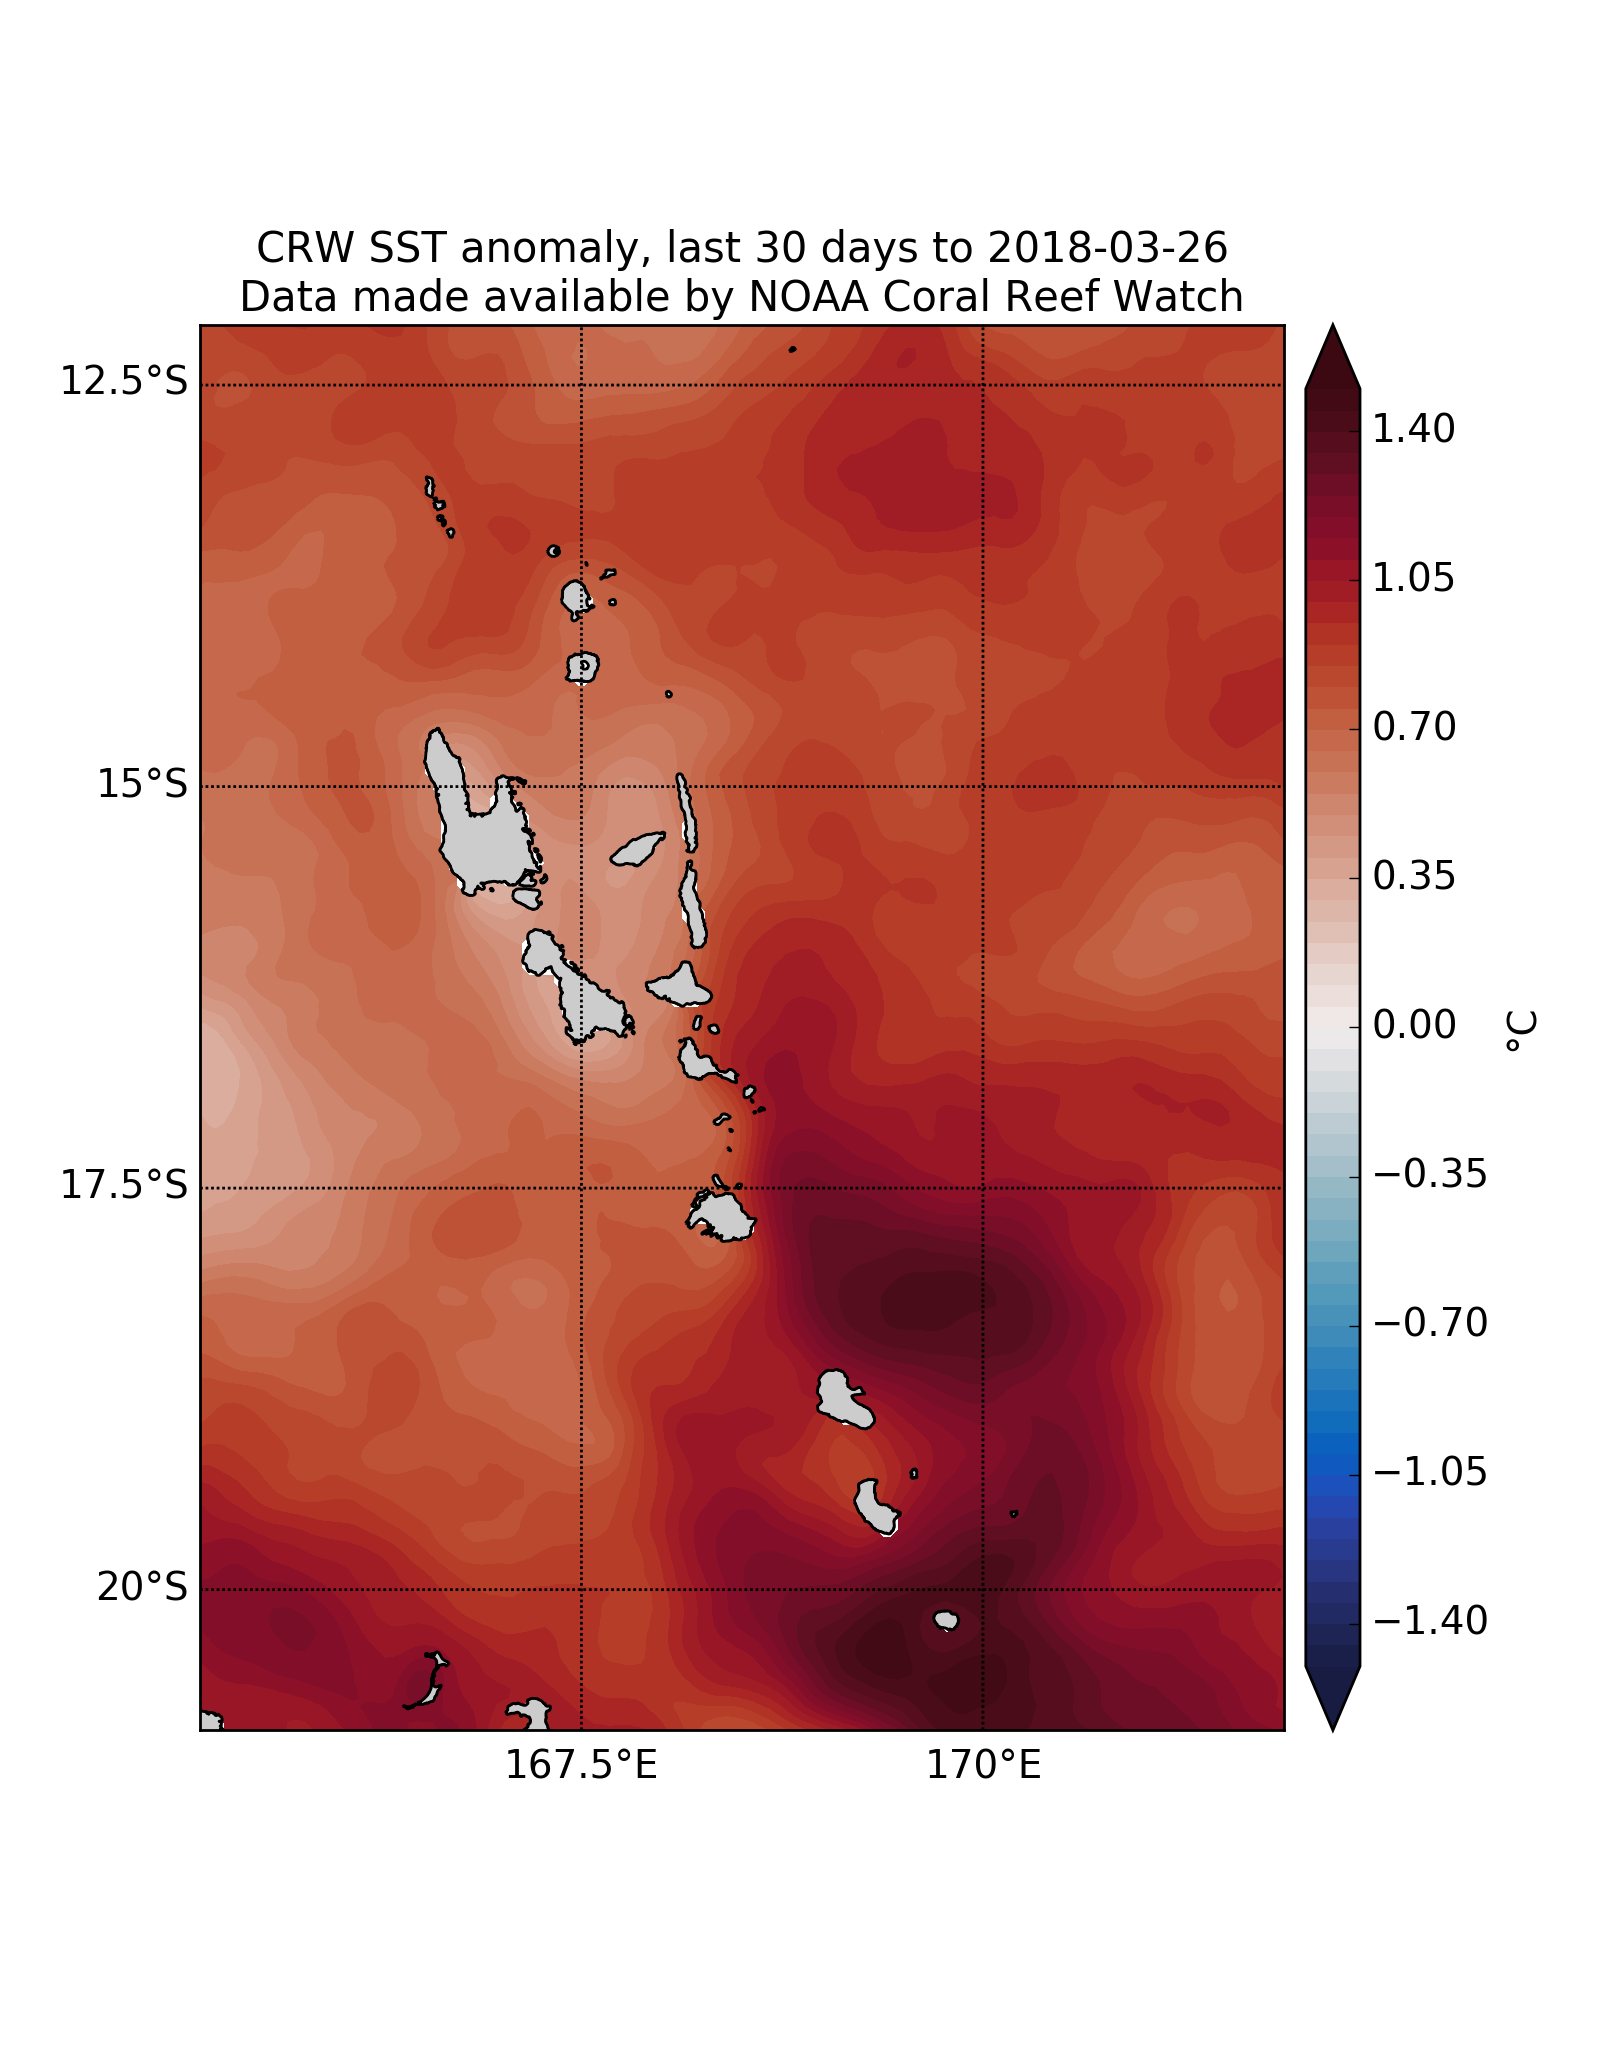 CRW SST anomaly, last 30 days to 2018-03-26
Data made available by NOAA Coral Reef Watch
12.5°S
15°S
17.5°S
20°S
167.5°E
170°E
1.40
1.05
0.70
0.35
0.00
−0.35
−0.70
−1.05
−1.40
°C